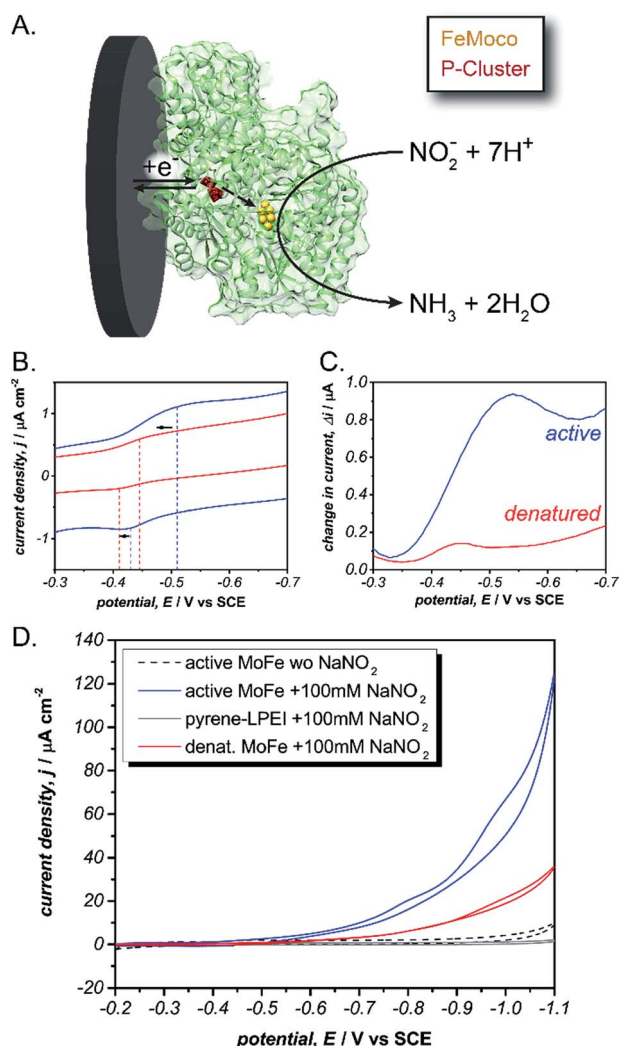 A.
FeMoco
P-Cluster
+e⁻
NO₂⁻ + 7H⁺
NH₃ + 2H₂O
B.
current density, j / μA cm⁻²
1
0
-1
-0.3 -0.4 -0.5 -0.6 -0.7
potential, E / V vs SCE
C.
change in current, Δi / μA
1.0
0.8
0.6
0.4
0.2
0.0
active
denatured
-0.3 -0.4 -0.5 -0.6 -0.7
potential, E / V vs SCE
D.
current density, j / μA cm⁻²
140
120
100
80
60
40
20
0
-20
active MoFe wo NaNO₂
active MoFe +100mM NaNO₂
pyrene-LPEI +100mM NaNO₂
denat. MoFe +100mM NaNO₂
-0.2 -0.3 -0.4 -0.5 -0.6 -0.7 -0.8 -0.9 -1.0 -1.1
potential, E / V vs SCE